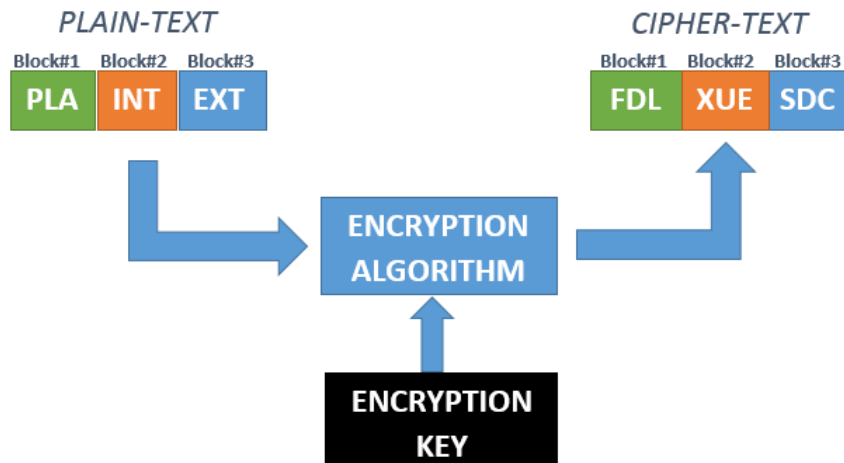 PLAIN-TEXT
Block#1 Block#2 Block#3
PLA INT EXT
CIPHER-TEXT
Block#1 Block#2 Block#3
FDL XUE SDC
ENCRYPTION
ALGORITHM
ENCRYPTION
KEY